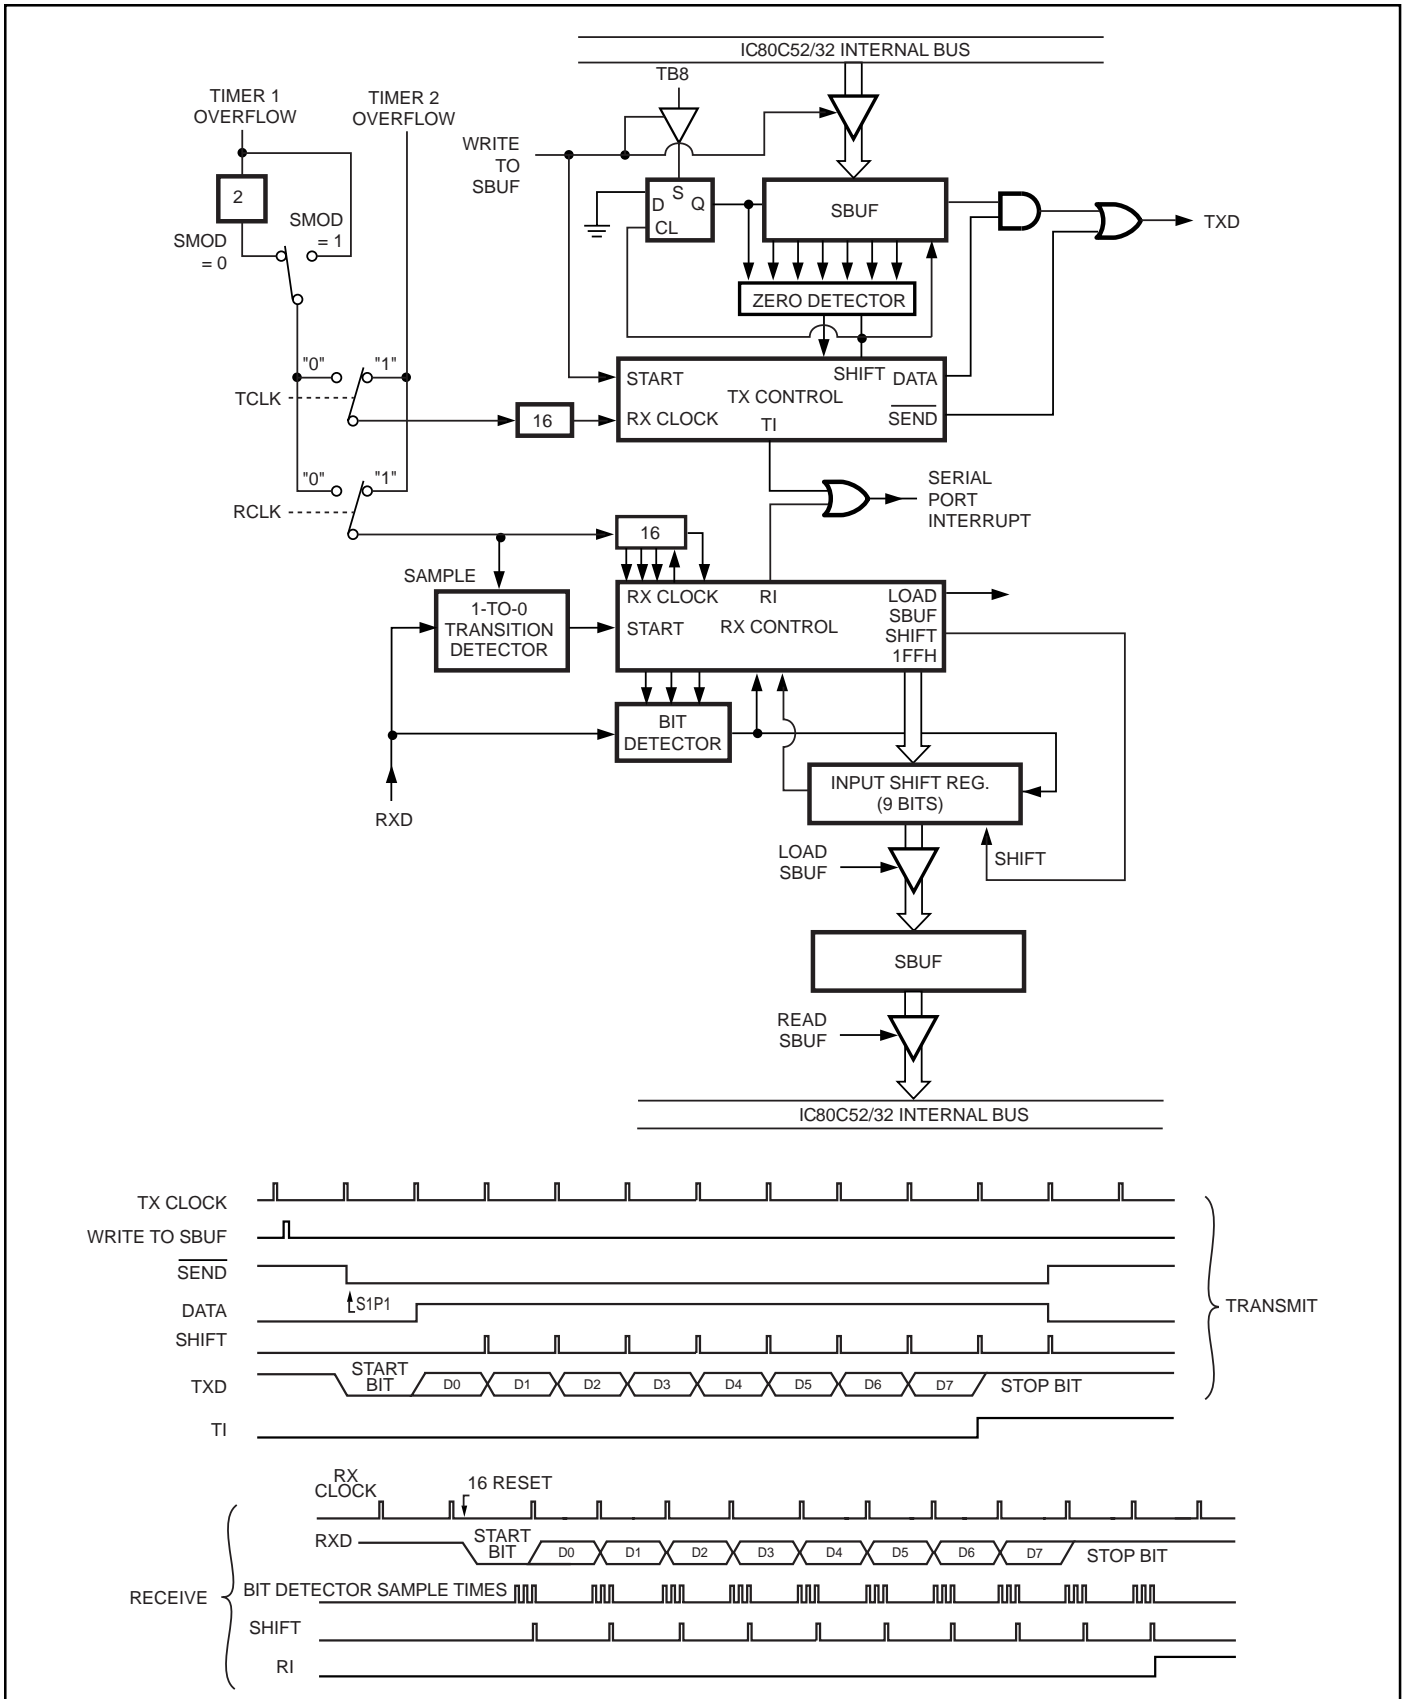 IC80C52/32 INTERNAL BUS
TB8
TIMER 1
OVERFLOW
TIMER 2
OVERFLOW
WRITE
TO
SBUF
2
SMOD
= 1
SMOD
= 0
D
S
Q
CL
SBUF
TXD
ZERO DETECTOR
"0"
"1"
TCLK
16
START
SHIFT
DATA
TX CONTROL
RX CLOCK
TI
SEND
"0"
"1"
RCLK
SERIAL
PORT
INTERRUPT
16
SAMPLE
1-TO-0
TRANSITION
DETECTOR
RX CLOCK
RI
LOAD
SBUF
START
RX CONTROL
SHIFT
1FFH
BIT
DETECTOR
RXD
INPUT SHIFT REG.
(9 BITS)
LOAD
SBUF
SHIFT
SBUF
READ
SBUF
IC80C52/32 INTERNAL BUS
TX CLOCK
WRITE TO SBUF
SEND
S1P1
DATA
TRANSMIT
SHIFT
TXD
START
BIT
D0
D1
D2
D3
D4
D5
D6
D7
STOP BIT
TI
RX
CLOCK
16 RESET
RXD
START
BIT
D0
D1
D2
D3
D4
D5
D6
D7
STOP BIT
RECEIVE
BIT DETECTOR SAMPLE TIMES
SHIFT
RI